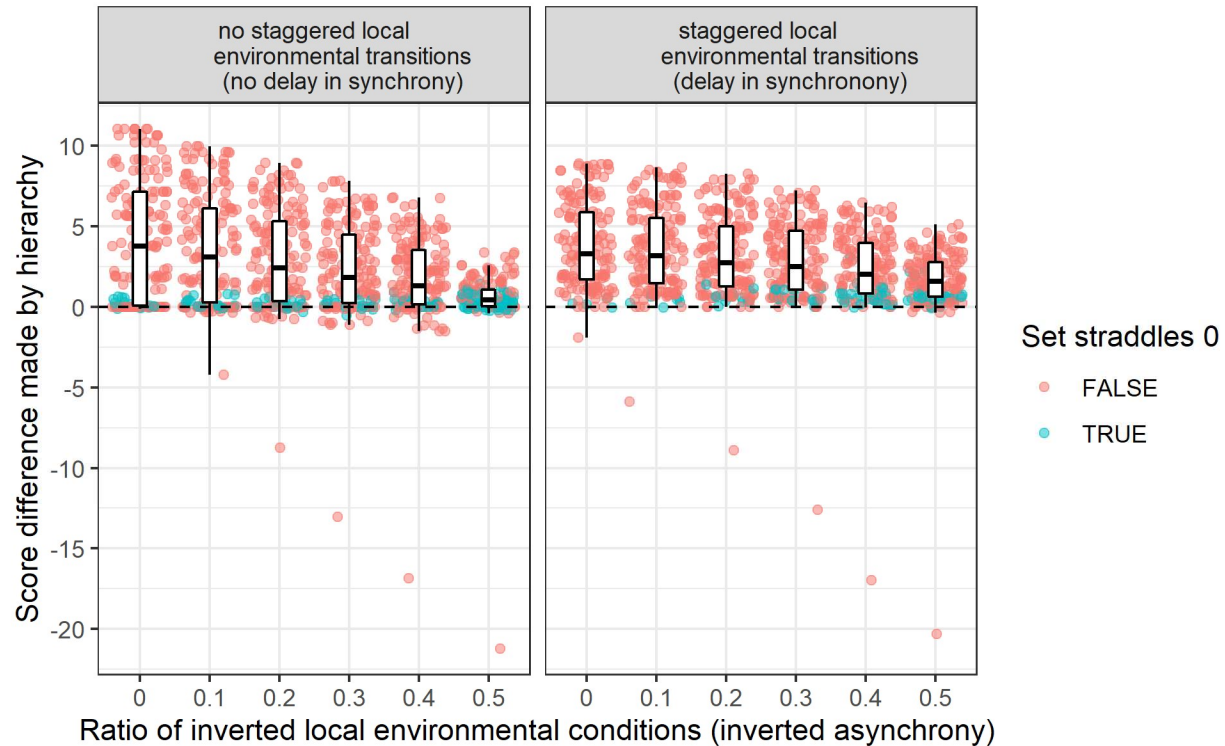 no staggered local
environmental transitions
(no delay in synchrony)
staggered local
environmental transitions
(delay in synchronony)
Score difference made by hierarchy
10
5
0
-5
-10
-15
-20
0 0.1 0.2 0.3 0.4 0.5
0 0.1 0.2 0.3 0.4 0.5
Ratio of inverted local environmental conditions (inverted asynchrony)
Set straddles 0
FALSE
TRUE